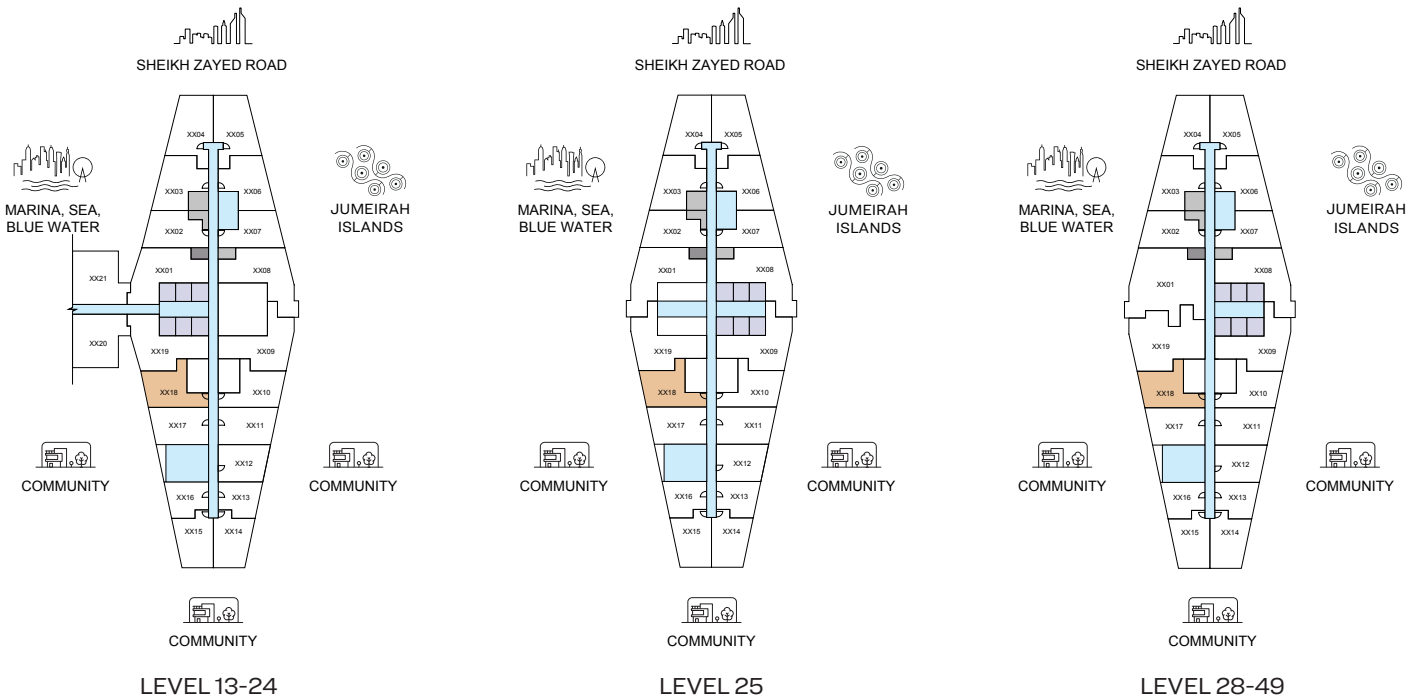 SHEIKH ZAYED ROAD
XX04 XX05
MARINA, SEA,
BLUE WATER
XX03 XX06
JUMEIRAH
ISLANDS
XX02 XX07
XX21 XX01 XX08
XX20 XX19 XX09
XX18 XX10
XX17 XX11
COMMUNITY
XX12
COMMUNITY
XX16 XX13
XX15 XX14
COMMUNITY
LEVEL 13-24
SHEIKH ZAYED ROAD
XX04 XX05
MARINA, SEA,
BLUE WATER
XX03 XX06
JUMEIRAH
ISLANDS
XX02 XX07
XX01 XX08
XX19 XX09
XX18 XX10
XX17 XX11
COMMUNITY
XX12
COMMUNITY
XX16 XX13
XX15 XX14
COMMUNITY
LEVEL 25
SHEIKH ZAYED ROAD
XX04 XX05
MARINA, SEA,
BLUE WATER
XX03 XX06
JUMEIRAH
ISLANDS
XX02 XX07
XX01 XX08
XX19 XX09
XX18 XX10
XX17 XX11
COMMUNITY
XX12
COMMUNITY
XX16 XX13
XX15 XX14
COMMUNITY
LEVEL 28-49